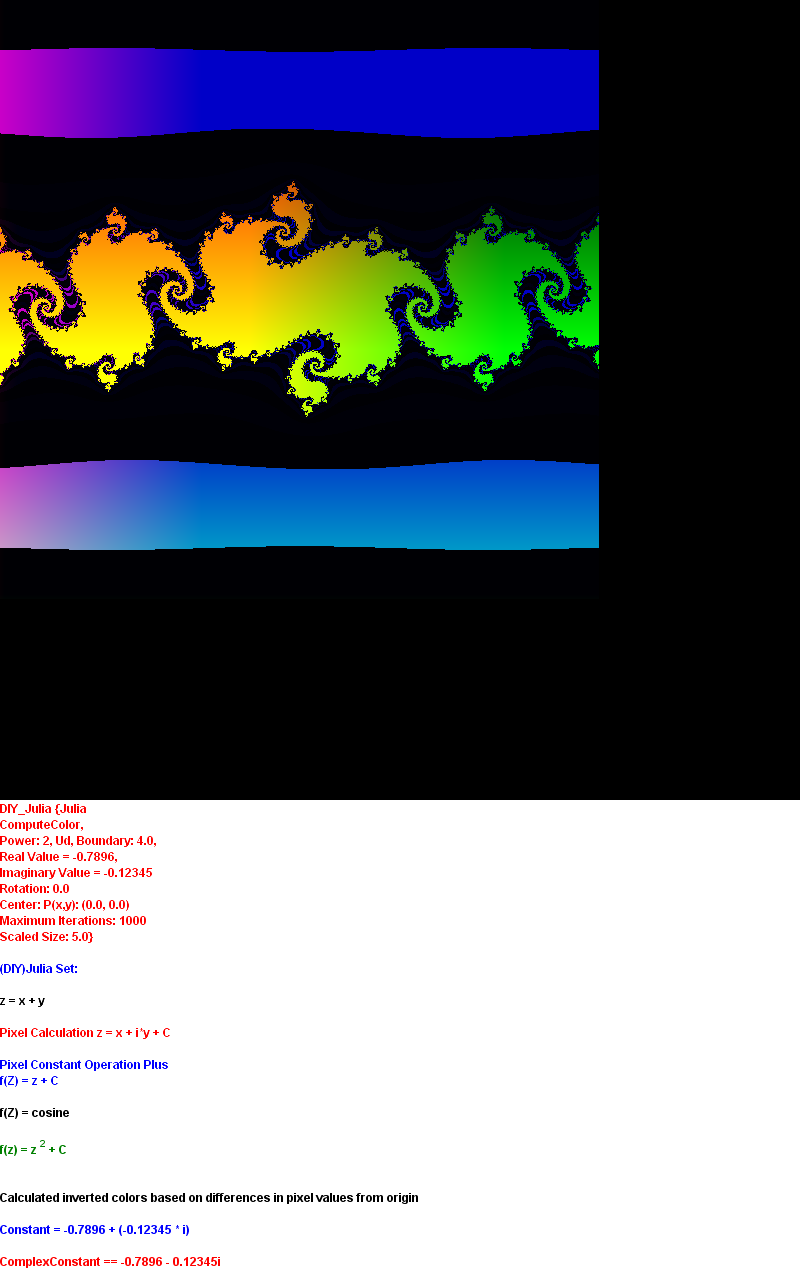 DIY_Julia {Julia
ComputeColor,
Power: 2, Ud, Boundary: 4.0,
Real Value = -0.7896,
Imaginary Value = -0.12345
Rotation: 0.0
Center: P(x,y): (0.0, 0.0)
Maximum Iterations: 1000
Scaled Size: 5.0}
(DIY)Julia Set:
z = x + y
Pixel Calculation z = x + i*y + C
Pixel Constant Operation Plus
f(Z) = z + C
f(Z) = cosine
f(z) = z 2 + C
Calculated inverted colors based on differences in pixel values from origin
Constant = -0.7896 + (-0.12345 * i)
ComplexConstant == -0.7896 - 0.12345i